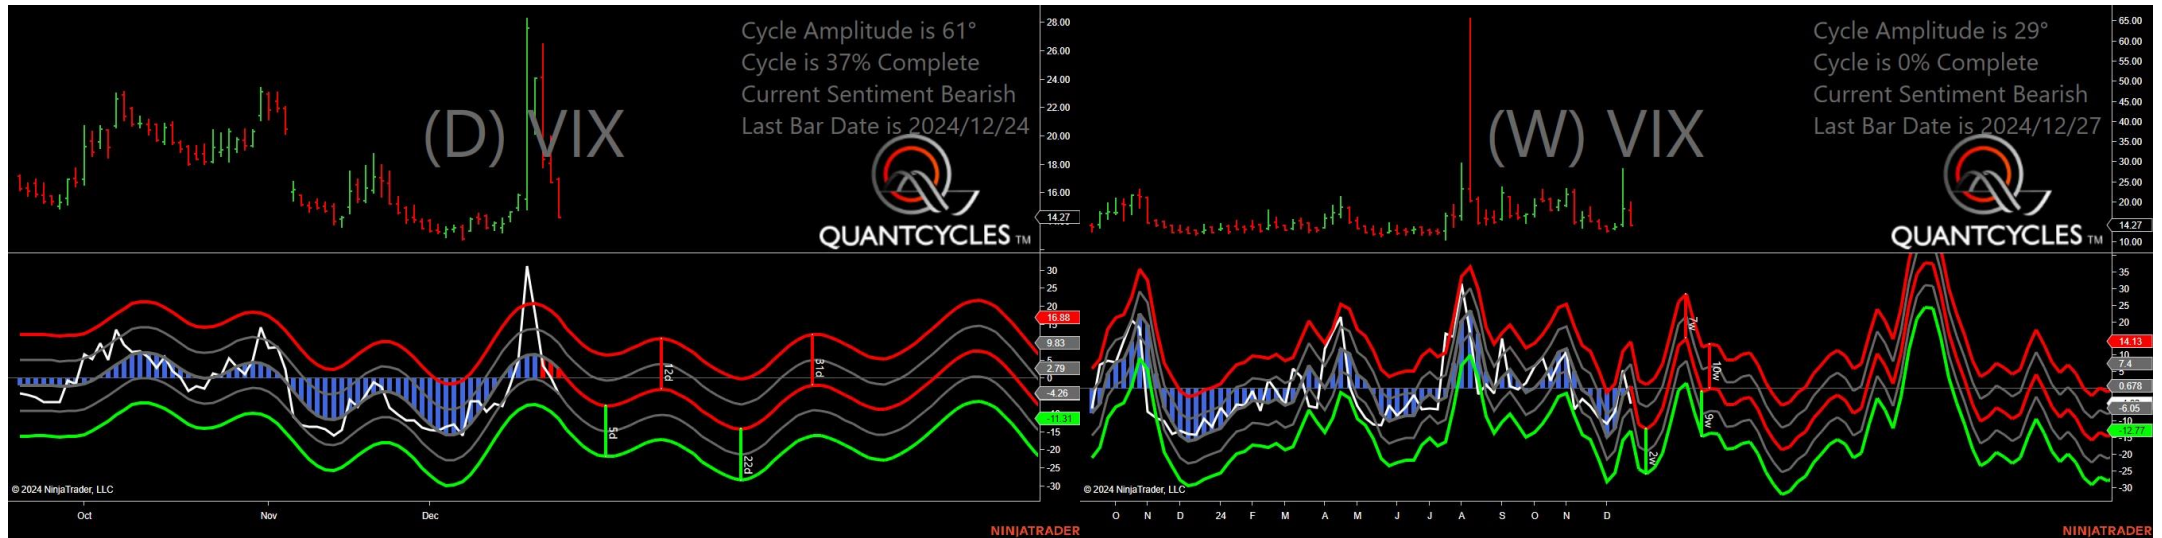 Cycle Amplitude is 61°
Cycle is 37% Complete
Current Sentiment Bearish
Last Bar Date is 2024/12/24
(D) VIX
QUANTCYCLES TM
28.00
26.00
24.00
22.00
20.00
18.00
16.00
14.27
30
25
20
16.88
15
9.83
5
2.79
0
-4.26
-11.31
-15
-20
-25
-30
12d
31d
5d
22d
© 2024 NinjaTrader, LLC
Oct Nov Dec
NINJATRADER
Cycle Amplitude is 29°
Cycle is 0% Complete
Current Sentiment Bearish
Last Bar Date is 2024/12/27
(W) VIX
QUANTCYCLES TM
65.00
60.00
55.00
50.00
45.00
40.00
35.00
30.00
25.00
20.00
14.27
10.00
35
30
25
20
14.13
10
7.4
5
0.678
-6.05
-10
-12.77
-15
-20
-25
-30
7w
10w
9w
2w
© 2024 NinjaTrader, LLC
O N D 24 F M A M J J A S O N D
NINJATRADER